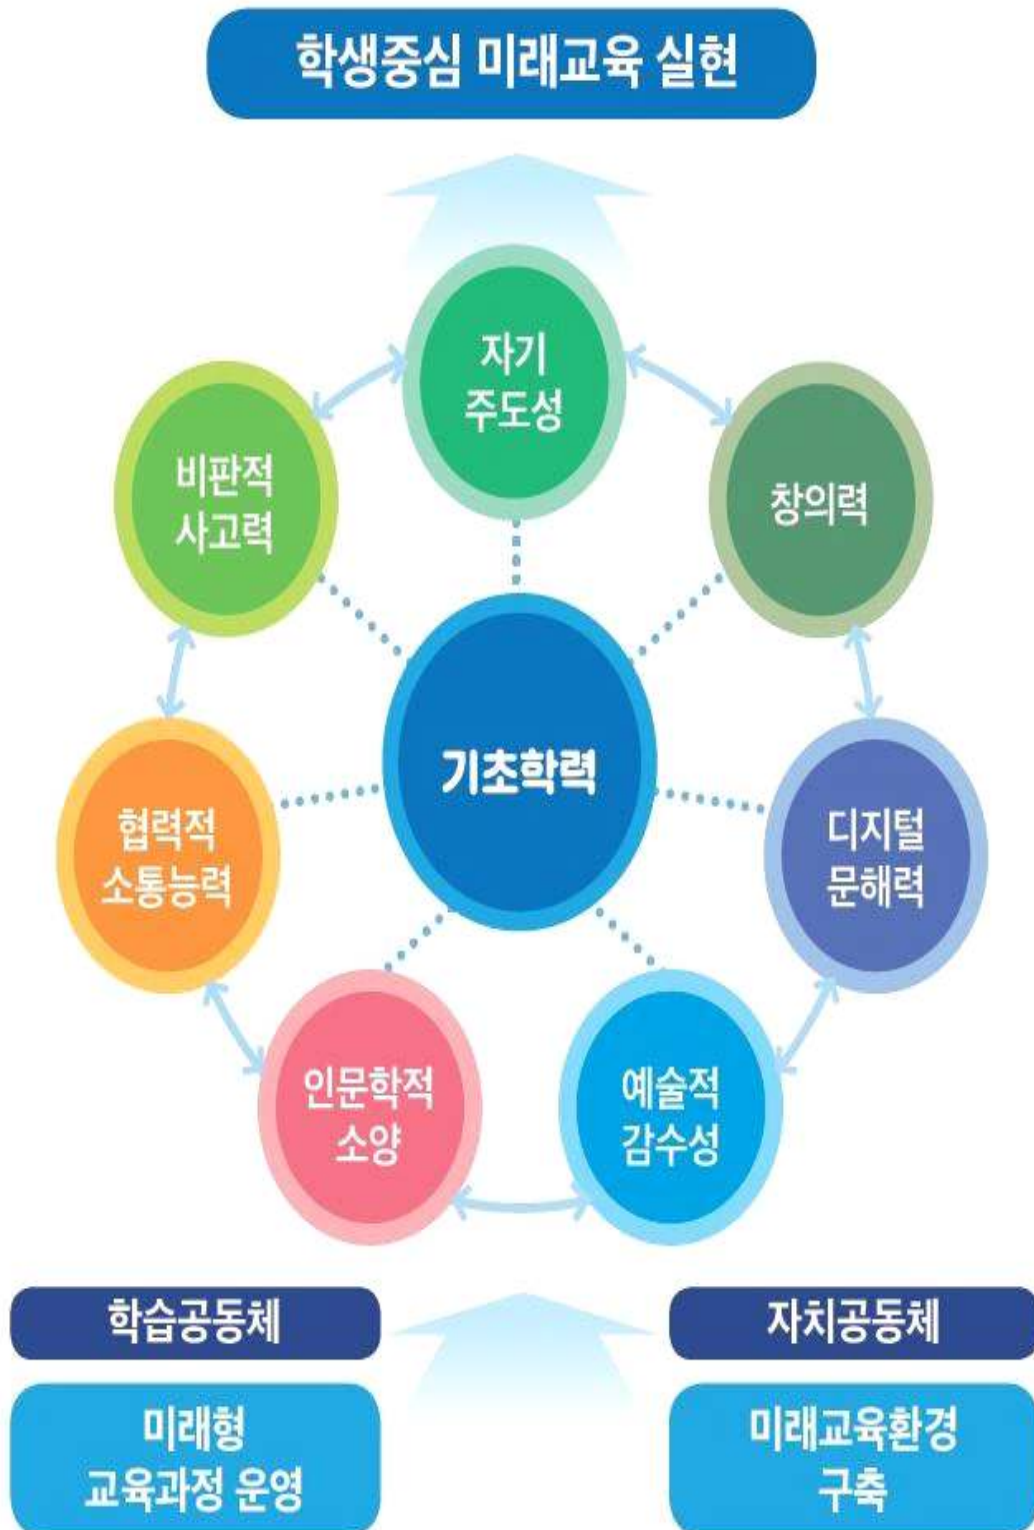 학생중심 미래교육 실현
자기
주도성
비판적
사고력
창의력
기초학력
협력적
소통능력
디지털
문해력
인문학적
소양
예술적
감수성
학습공동체
자치공동체
미래형
교육과정 운영
미래교육환경
구축